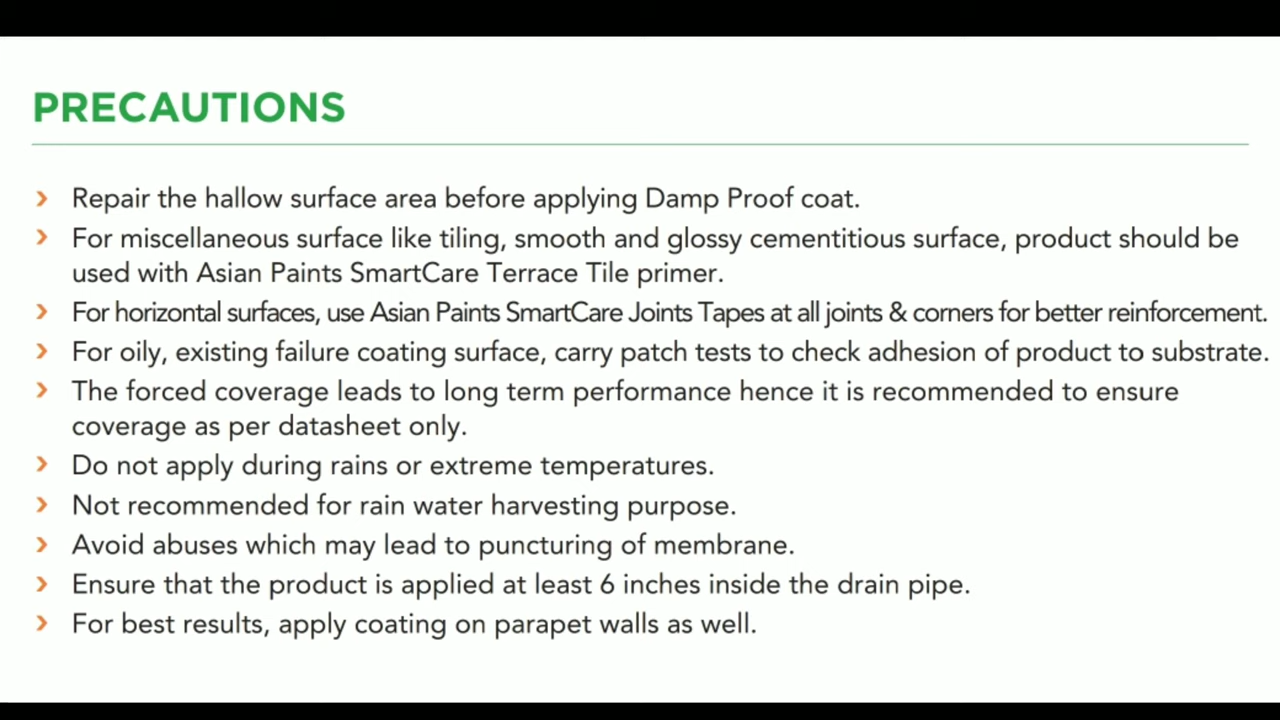 PRECAUTIONS
› Repair the hallow surface area before applying Damp Proof coat.
› For miscellaneous surface like tiling, smooth and glossy cementitious surface, product should be
used with Asian Paints SmartCare Terrace Tile primer.
› For horizontal surfaces, use Asian Paints SmartCare Joints Tapes at all joints & corners for better reinforcement.
› For oily, existing failure coating surface, carry patch tests to check adhesion of product to substrate.
› The forced coverage leads to long term performance hence it is recommended to ensure
coverage as per datasheet only.
› Do not apply during rains or extreme temperatures.
› Not recommended for rain water harvesting purpose.
› Avoid abuses which may lead to puncturing of membrane.
› Ensure that the product is applied at least 6 inches inside the drain pipe.
› For best results, apply coating on parapet walls as well.